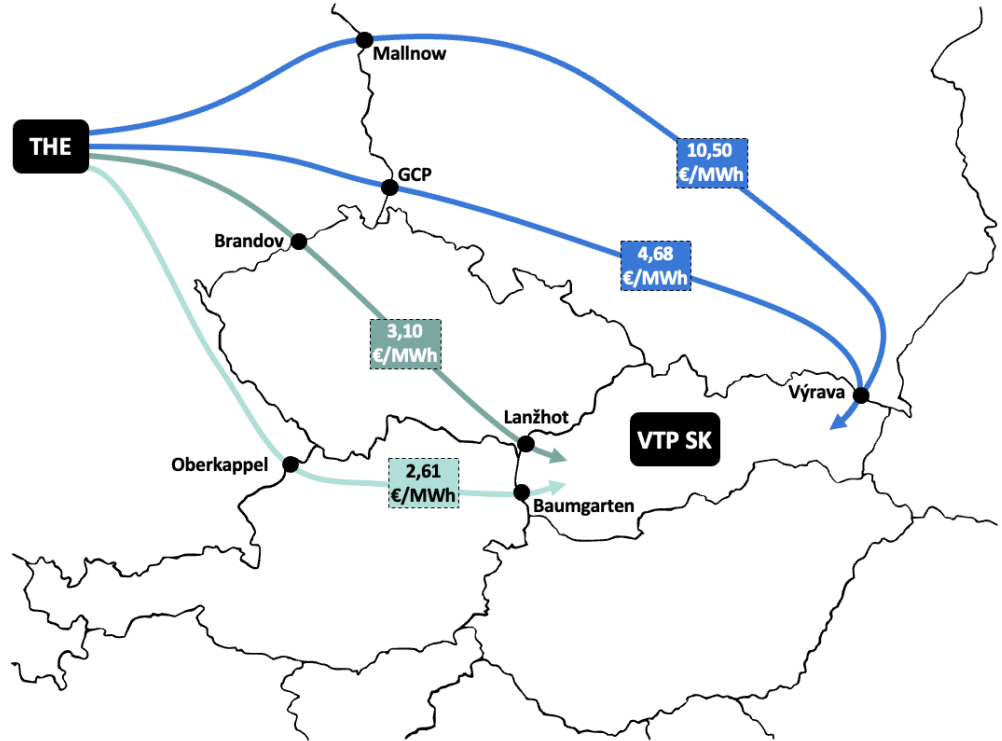 Mallnow
THE
10,50
€/MWh
GCP
Brandov
4,68
€/MWh
3,10
€/MWh
Výrava
Lanžhot
VTP SK
Oberkappel
2,61
€/MWh
Baumgarten